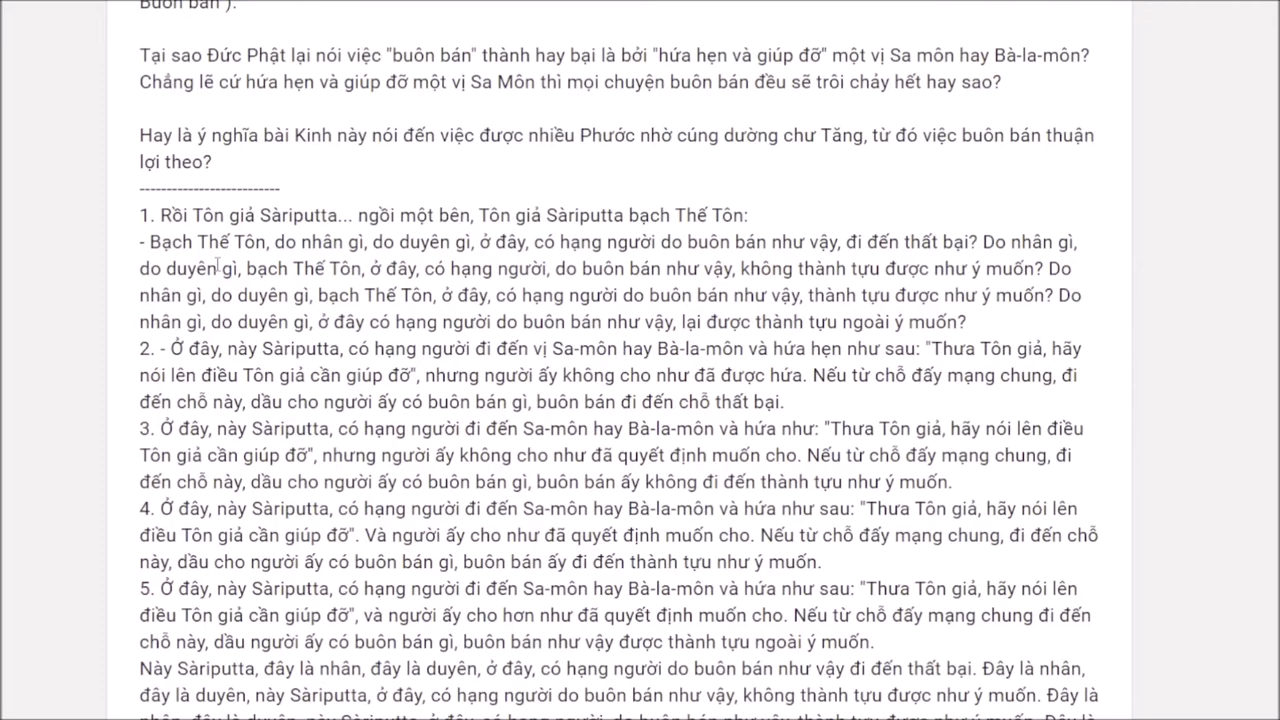 Buôn bán ).
Tại sao Đức Phật lại nói việc "buôn bán" thành hay bại là bởi "hứa hẹn và giúp đỡ" một vị Sa môn hay Bà-la-môn?
Chẳng lẽ cứ hứa hẹn và giúp đỡ một vị Sa Môn thì mọi chuyện buôn bán đều sẽ trôi chảy hết hay sao?
Hay là ý nghĩa bài Kinh này nói đến việc được nhiều Phước nhờ cúng dường chư Tăng, từ đó việc buôn bán thuận
lợi theo?
--------------------------
1. Rồi Tôn giả Sàriputta... ngồi một bên, Tôn giả Sàriputta bạch Thế Tôn:
- Bạch Thế Tôn, do nhân gì, do duyên gì, ở đây, có hạng người do buôn bán như vậy, đi đến thất bại? Do nhân gì,
do duyên gì, bạch Thế Tôn, ở đây, có hạng người, do buôn bán như vậy, không thành tựu được như ý muốn? Do
nhân gì, do duyên gì, bạch Thế Tôn, ở đây, có hạng người do buôn bán như vậy, thành tựu được như ý muốn? Do
nhân gì, do duyên gì, ở đây có hạng người do buôn bán như vậy, lại được thành tựu ngoài ý muốn?
2. - Ở đây, này Sàriputta, có hạng người đi đến vị Sa-môn hay Bà-la-môn và hứa hẹn như sau: "Thưa Tôn giả, hãy
nói lên điều Tôn giả cần giúp đỡ", nhưng người ấy không cho như đã được hứa. Nếu từ chỗ đấy mạng chung, đi
đến chỗ này, dầu cho người ấy có buôn bán gì, buôn bán đi đến chỗ thất bại.
3. Ở đây, này Sàriputta, có hạng người đi đến Sa-môn hay Bà-la-môn và hứa như: "Thưa Tôn giả, hãy nói lên điều
Tôn giả cần giúp đỡ", nhưng người ấy không cho như đã quyết định muốn cho. Nếu từ chỗ đấy mạng chung, đi
đến chỗ này, dầu cho người ấy có buôn bán gì, buôn bán ấy không đi đến thành tựu như ý muốn.
4. Ở đây, này Sàriputta, có hạng người đi đến Sa-môn hay Bà-la-môn và hứa như sau: "Thưa Tôn giả, hãy nói lên
điều Tôn giả cần giúp đỡ". Và người ấy cho như đã quyết định muốn cho. Nếu từ chỗ đấy mạng chung, đi đến chỗ
này, dầu cho người ấy có buôn bán gì, buôn bán ấy đi đến thành tựu như ý muốn.
5. Ở đây, này Sàriputta, có hạng người đi đến Sa-môn hay Bà-la-môn và hứa như sau: "Thưa Tôn giả, hãy nói lên
điều Tôn giả cần giúp đỡ", và người ấy cho hơn như đã quyết định muốn cho. Nếu từ chỗ đấy mạng chung đi đến
chỗ này, dầu người ấy có buôn bán gì, buôn bán như vậy được thành tựu ngoài ý muốn.
Này Sàriputta, đây là nhân, đây là duyên, ở đây, có hạng người do buôn bán như vậy đi đến thất bại. Đây là nhân,
đây là duyên, này Sàriputta, ở đây, có hạng người do buôn bán như vậy, không thành tựu được như ý muốn. Đây là
nhân, đây là duyên, này Sàriputta, ở đây, có hạng người, do buôn bán như vậy, thành tựu được như ý muốn. Đây là